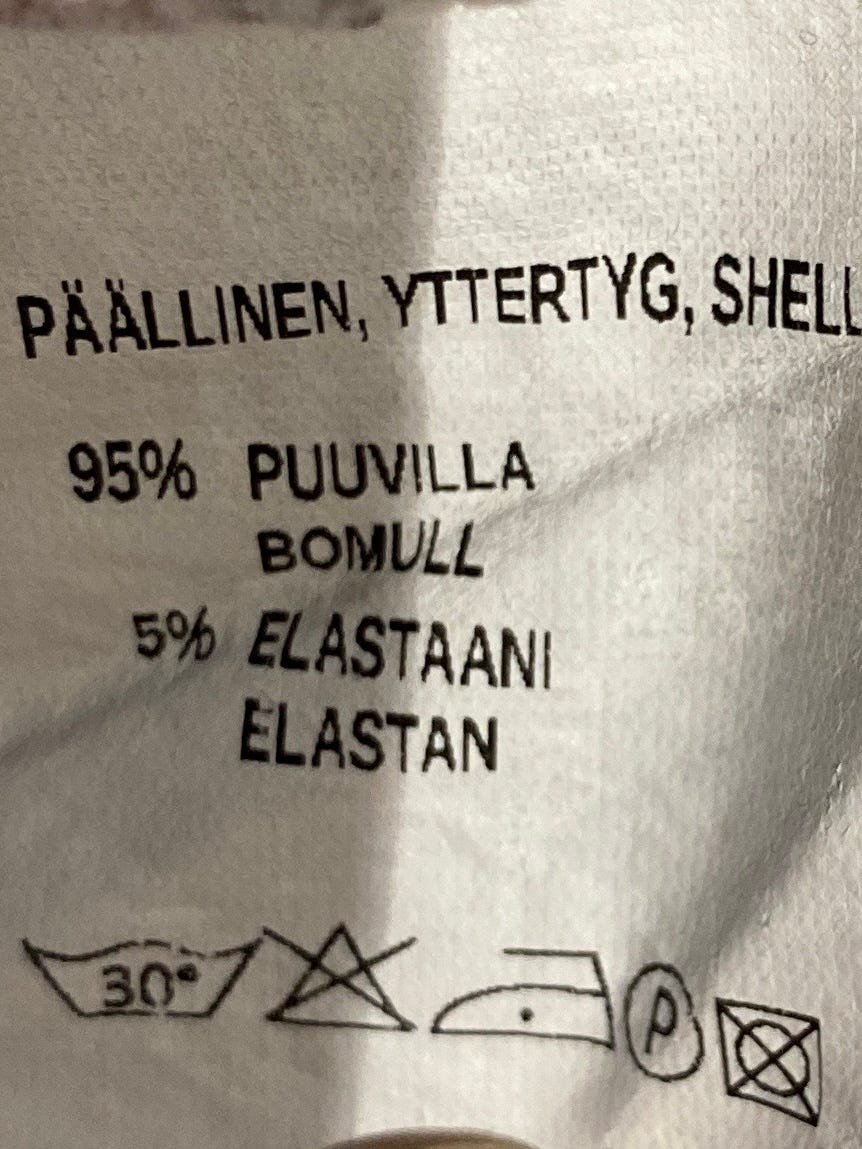 PÄÄLLINEN, YTTERTYG, SHELL
95% PUUVILLA
BOMULL
5% ELASTAANI
ELASTAN
30°
P